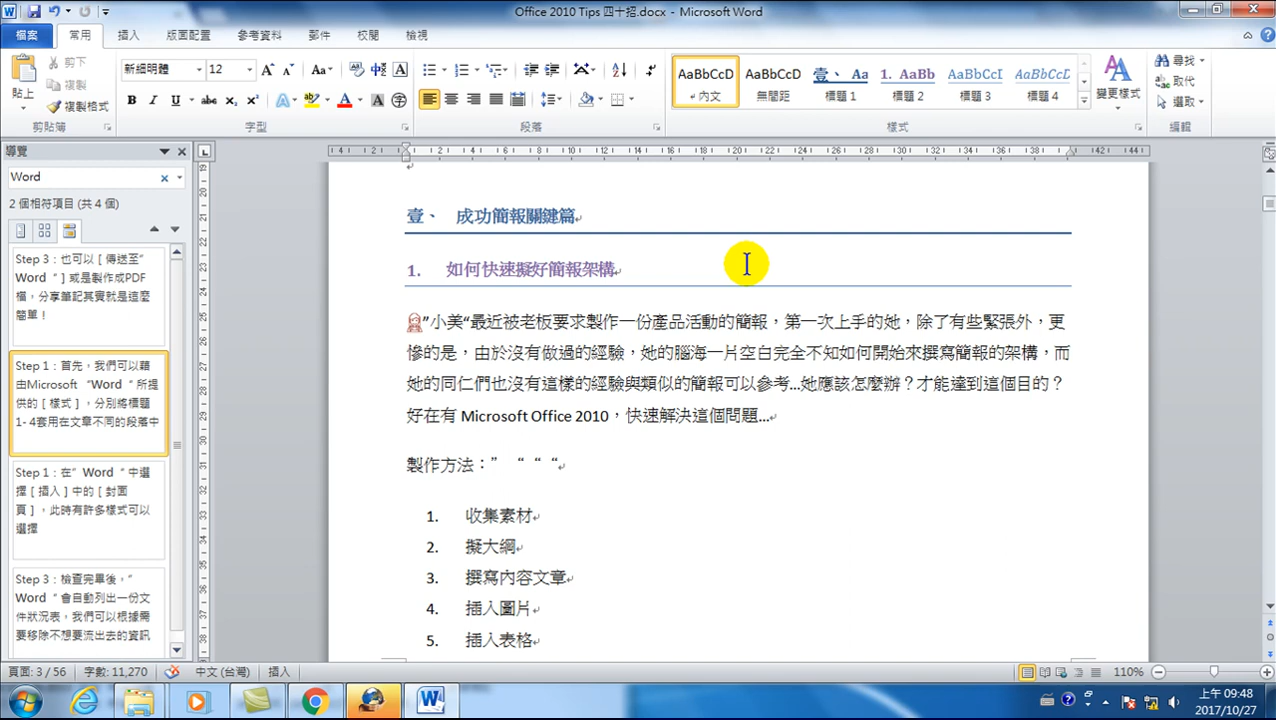 Office 2010 Tips 四十招.docx - Microsoft Word
檔案 常用 插入 版面配置 參考資料 郵件 校閱 檢視
貼上
剪下
複製
複製格式
剪貼簿
新細明體 12
字型
段落
AaBbCcD AaBbCcD 壹、 Aa 1. AaBb AaBbCcI AaBbCcD
內文 無間距 標題 1 標題 2 標題 3 標題 4
變更樣式
樣式
尋找
取代
選取
編輯
導覽
Word
2 個相符項目 (共 4 個)
Step 3:也可以 [ 傳送至"
Word" ] 或是製作成PDF
檔,分享筆記其實就是這麼
簡單!
Step 1:首先,我們可以藉
由Microsoft “Word “ 所提
供的 [ 樣式 ],分別將標題
1- 4套用在文章不同的段落中
Step 1:在” Word “ 中選
擇 [ 插入 ] 中的 [ 封面
頁 ],此時有許多樣式可以
選擇
Step 3:檢查完畢後,”
Word “ 會自動列出一份文
件狀況表,我們可以根據需
要移除不想要流出去的資訊
壹、 成功簡報關鍵篇
1. 如何快速擬好簡報架構
”小美“最近被老板要求製作一份產品活動的簡報,第一次上手的她,除了有些緊張外,更
慘的是,由於沒有做過的經驗,她的腦海一片空白完全不知如何開始來撰寫簡報的架構,而
她的同仁們也沒有這樣的經驗與類似的簡報可以參考...她應該怎麼辦?才能達到這個目的?
好在有 Microsoft Office 2010,快速解決這個問題...
製作方法:” “ “ “
1. 收集素材
2. 擬大綱
3. 撰寫內容文章
4. 插入圖片
5. 插入表格
頁面: 3 / 56 字數: 11,270 中文 (台灣) 插入 110%
上午 09:48
2017/10/27